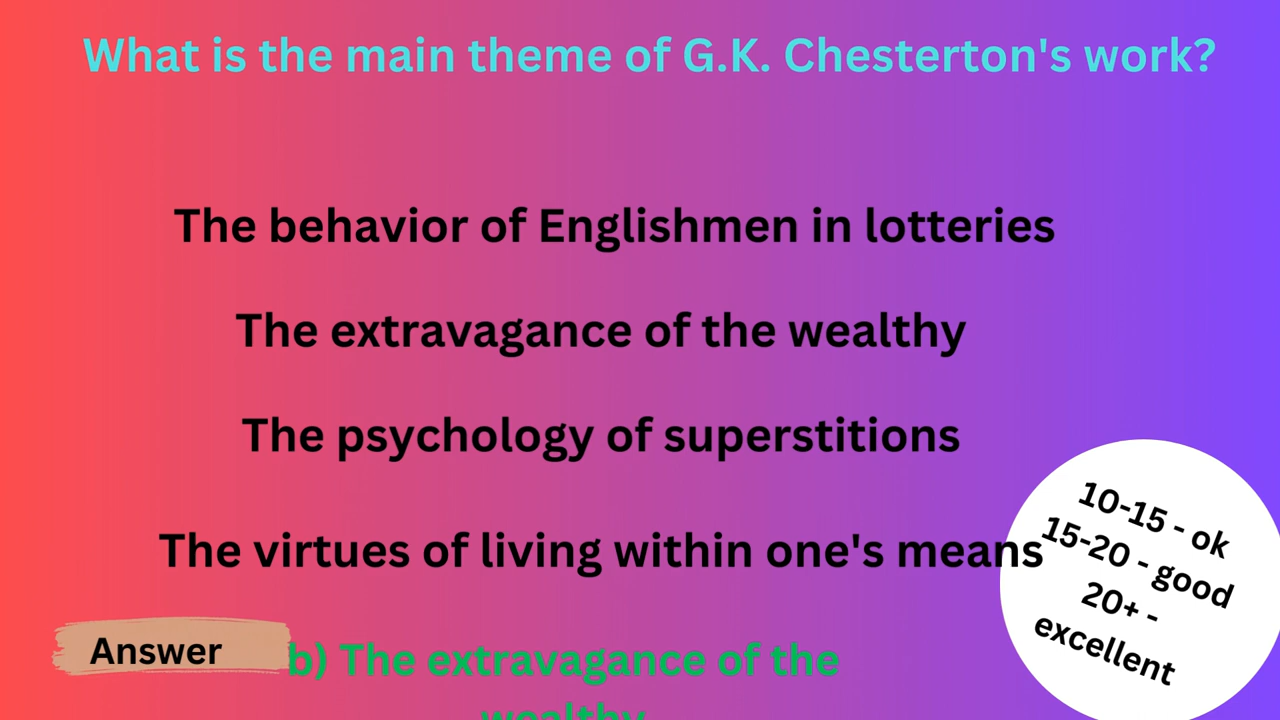 What is the main theme of G.K. Chesterton's work?
The behavior of Englishmen in lotteries
The extravagance of the wealthy
The psychology of superstitions
The virtues of living within one's means
10-15 - ok
15-20 - good
20+ -
excellent
Answer
b) The extravagance of the
wealthy